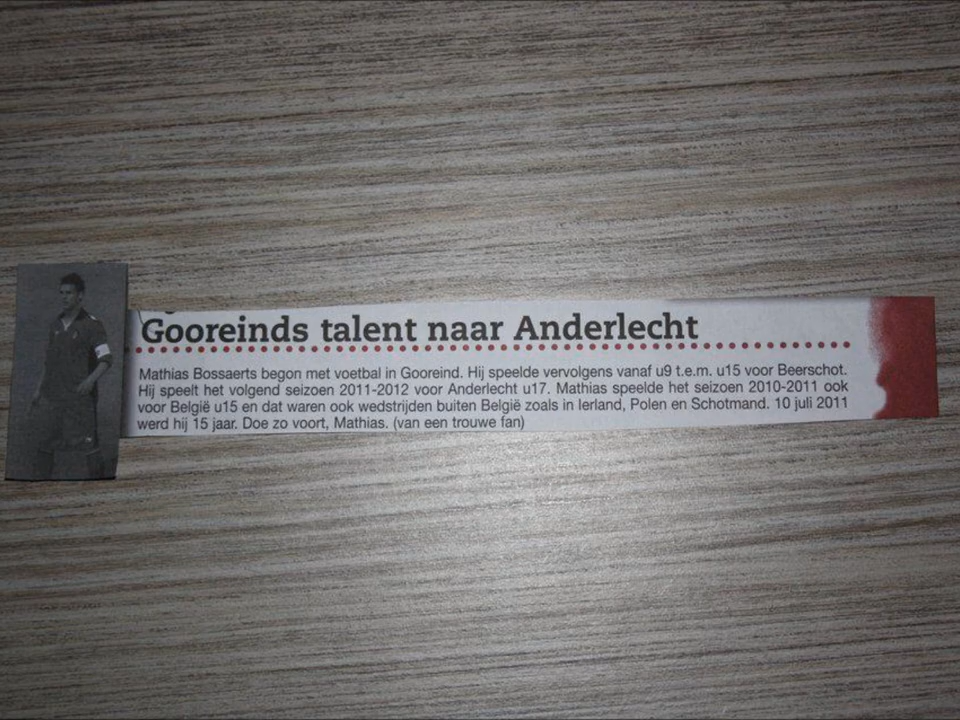 Gooreinds talent naar Anderlecht
Mathias Bossaerts begon met voetbal in Gooreind. Hij speelde vervolgens vanaf u9 t.e.m. u15 voor Beerschot.
Hij speelt het volgend seizoen 2011-2012 voor Anderlecht u17. Mathias speelde het seizoen 2010-2011 ook
voor België u15 en dat waren ook wedstrijden buiten België zoals in Ierland, Polen en Schotmand. 10 juli 2011
werd hij 15 jaar. Doe zo voort, Mathias. (van een trouwe fan)